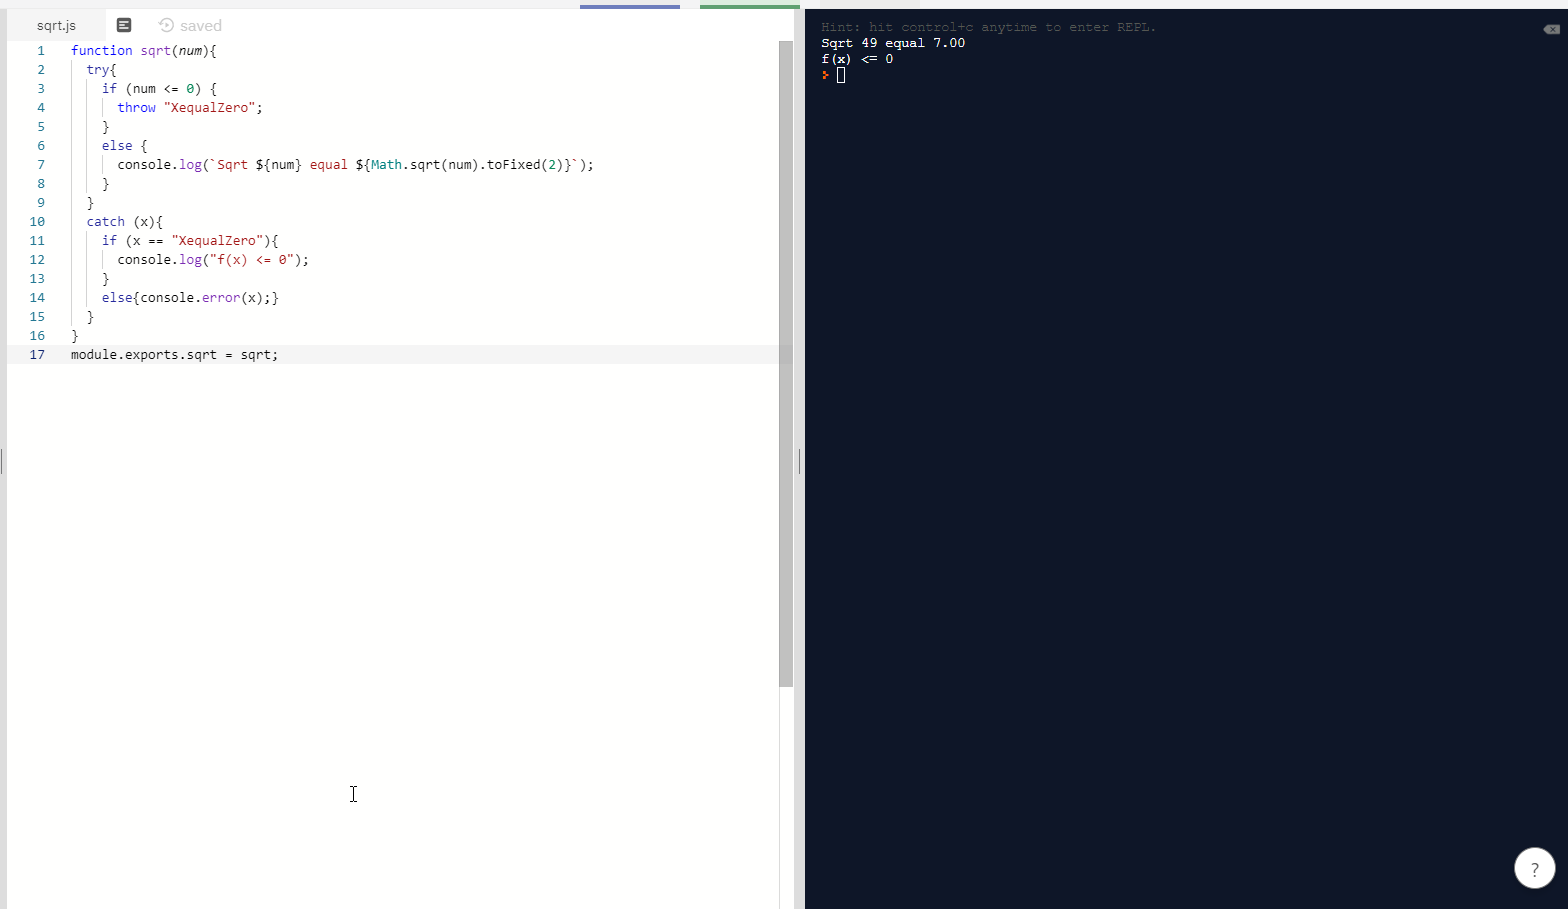 sqrt.js saved
1 function sqrt(num){
2 try{
3 if (num <= 0) {
4 throw "XequalZero";
5 }
6 else {
7 console.log(`Sqrt ${num} equal ${Math.sqrt(num).toFixed(2)}`);
8 }
9 }
10 catch (x){
11 if (x == "XequalZero"){
12 console.log("f(x) <= 0");
13 }
14 else{console.error(x);}
15 }
16 }
17 module.exports.sqrt = sqrt;
Hint: hit control+c anytime to enter REPL.
Sqrt 49 equal 7.00
f(x) <= 0
?